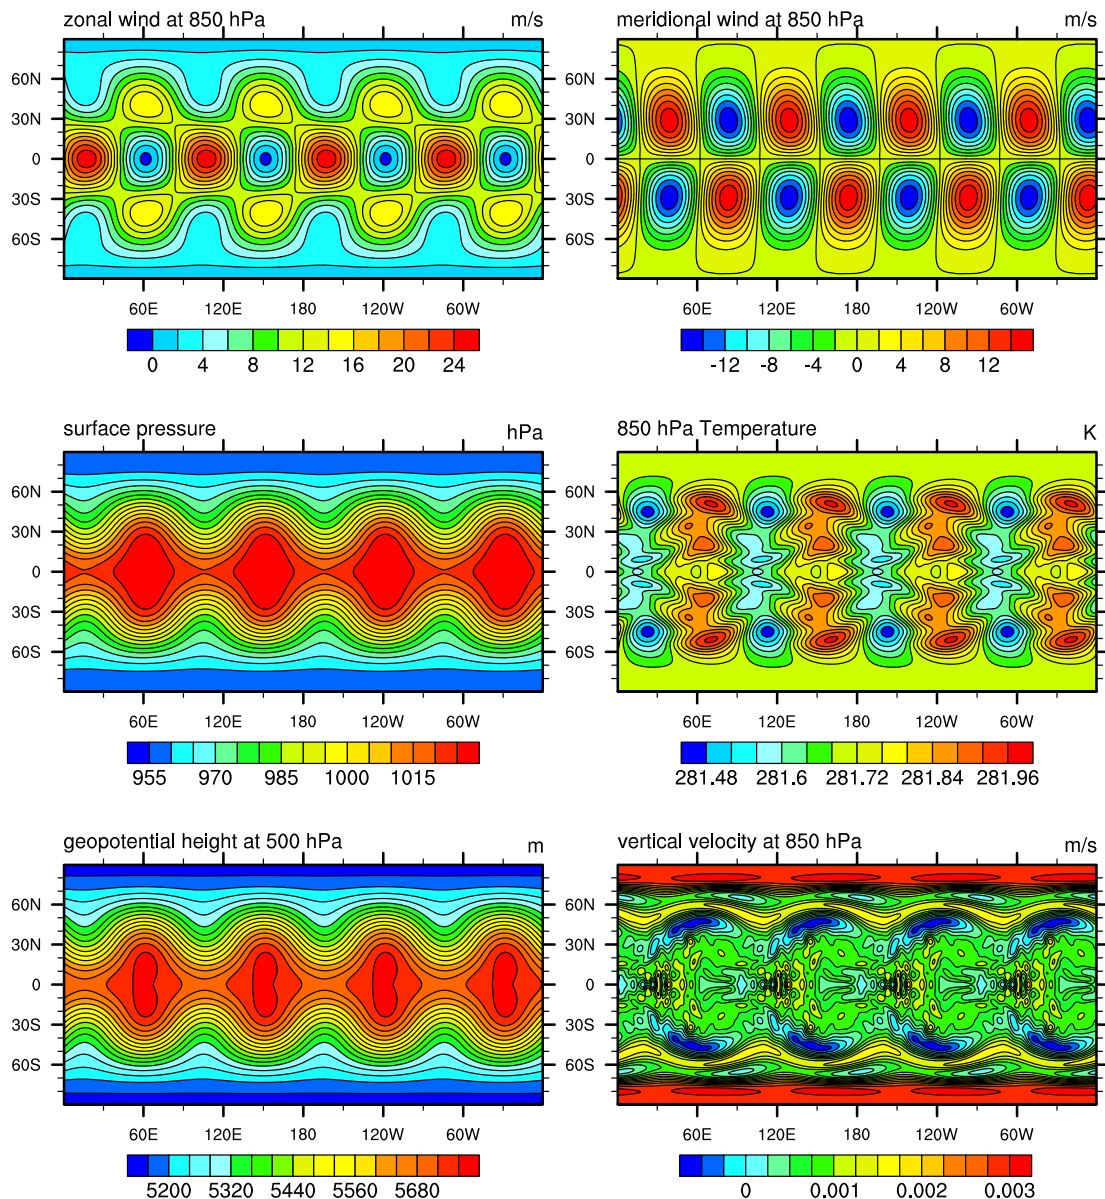 zonal wind at 850 hPa m/s meridional wind at 850 hPa m/s
60N 60N
30N 30N
0 0
30S 30S
60S 60S
60E 120E 180 120W 60W 60E 120E 180 120W 60W
0 4 8 12 16 20 24 -12 -8 -4 0 4 8 12
surface pressure hPa 850 hPa Temperature K
60N 60N
30N 30N
0 0
30S 30S
60S 60S
60E 120E 180 120W 60W 60E 120E 180 120W 60W
955 970 985 1000 1015 281.48 281.6 281.72 281.84 281.96
geopotential height at 500 hPa m vertical velocity at 850 hPa m/s
60N 60N
30N 30N
0 0
30S 30S
60S 60S
60E 120E 180 120W 60W 60E 120E 180 120W 60W
5200 5320 5440 5560 5680 0 0.001 0.002 0.003